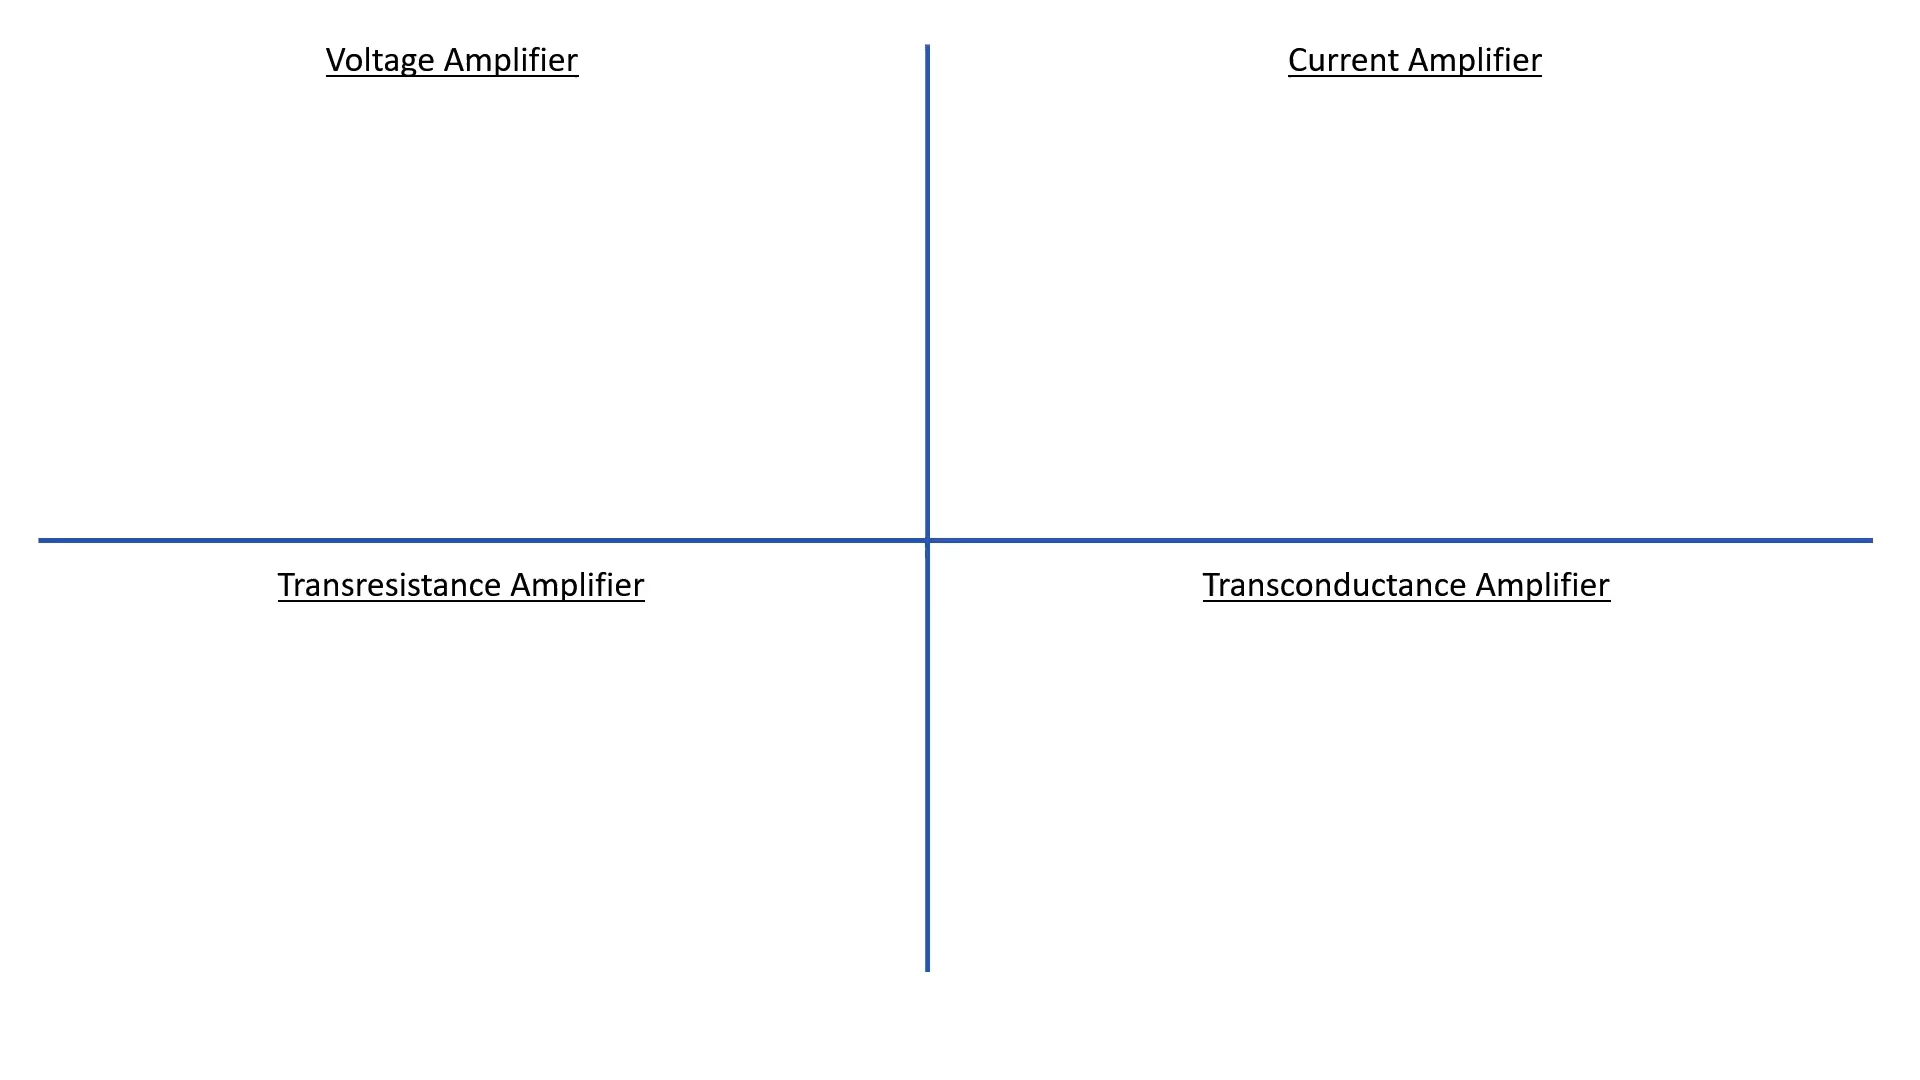 Voltage Amplifier
Current Amplifier
Transresistance Amplifier
Transconductance Amplifier